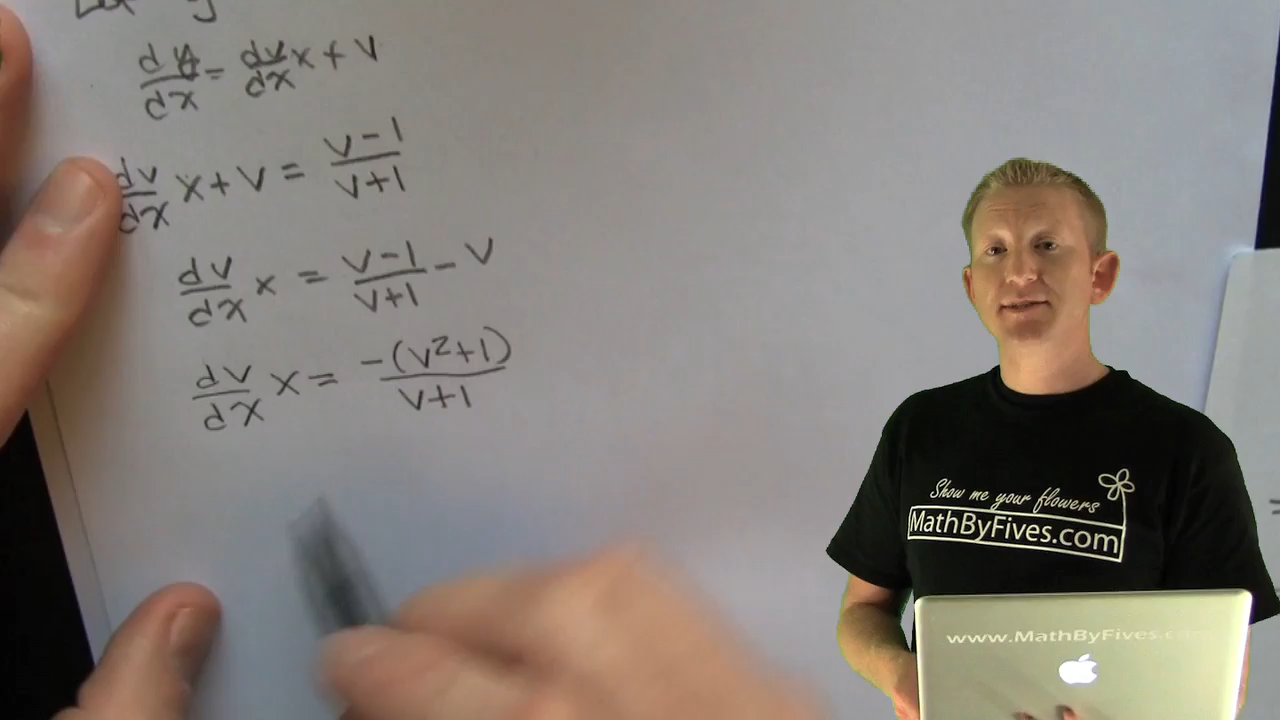 dy/dx = dv/dx x + v
dv/dx x + v = v-1/v+1
dv/dx x = v-1/v+1 - v
dv/dx x = -(v²+1)/v+1
Show me your flowers
MathByFives.com
www.MathByFives.com